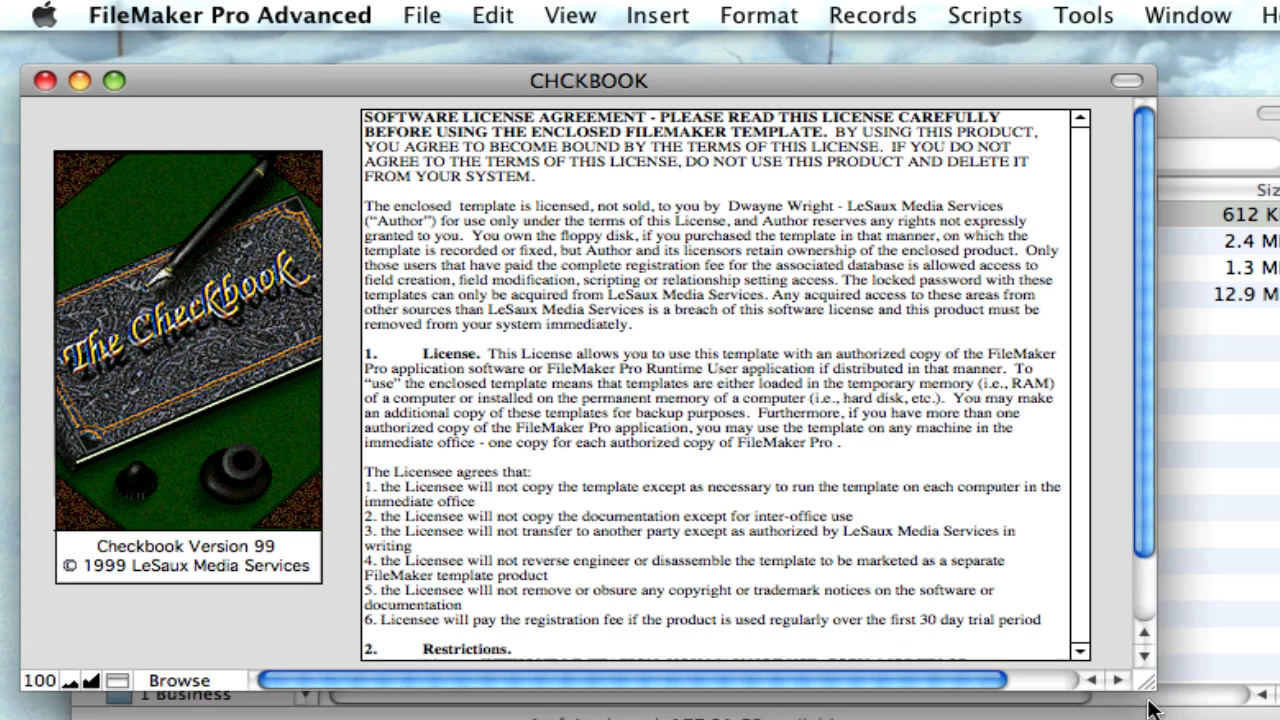 FileMaker Pro Advanced File Edit View Insert Format Records Scripts Tools Window
CHCKBOOK
SOFTWARE LICENSE AGREEMENT - PLEASE READ THIS LICENSE CAREFULLY
BEFORE USING THE ENCLOSED FILEMAKER TEMPLATE. BY USING THIS PRODUCT,
YOU AGREE TO BECOME BOUND BY THE TERMS OF THIS LICENSE. IF YOU DO NOT
AGREE TO THE TERMS OF THIS LICENSE, DO NOT USE THIS PRODUCT AND DELETE IT
FROM YOUR SYSTEM.
The enclosed template is licensed, not sold, to you by Dwayne Wright - LeSaux Media Services
(“Author”) for use only under the terms of this License, and Author reserves any rights not expressly
granted to you. You own the floppy disk, if you purchased the template in that manner, on which the
template is recorded or fixed, but Author and its licensors retain ownership of the enclosed product. Only
those users that have paid the complete registration fee for the associated database is allowed access to
field creation, field modification, scripting or relationship setting access. The locked password with these
templates can only be acquired from LeSaux Media Services. Any acquired access to these areas from
other sources than LeSaux Media Services is a breach of this software license and this product must be
removed from your system immediately.
1. License. This License allows you to use this template with an authorized copy of the FileMaker
Pro application software or FileMaker Pro Runtime User application if distributed in that manner. To
“use” the enclosed template means that templates are either loaded in the temporary memory (i.e., RAM)
of a computer or installed on the permanent memory of a computer (i.e., hard disk, etc.). You may make
an additional copy of these templates for backup purposes. Furthermore, if you have more than one
authorized copy of the FileMaker Pro application, you may use the template on any machine in the
immediate office - one copy for each authorized copy of FileMaker Pro .
The Licensee agrees that:
1. the Licensee will not copy the template except as necessary to run the template on each computer in the
immediate office
2. the Licensee will not copy the documentation except for inter-office use
3. the Licensee will not transfer to another party except as authorized by LeSaux Media Services in
writing
4. the Licensee will not reverse engineer or disassemble the template to be marketed as a separate
FileMaker template product
5. the Licensee wlll not remove or obsure any copyright or trademark notices on the software or
documentation
6. Licensee will pay the registration fee if the product is used regularly over the first 30 day trial period
2. Restrictions.
The Checkbook
Checkbook Version 99
© 1999 LeSaux Media Services
Siz
612 K
2.4 M
1.3 M
12.9 M
100 Browse
1 Business